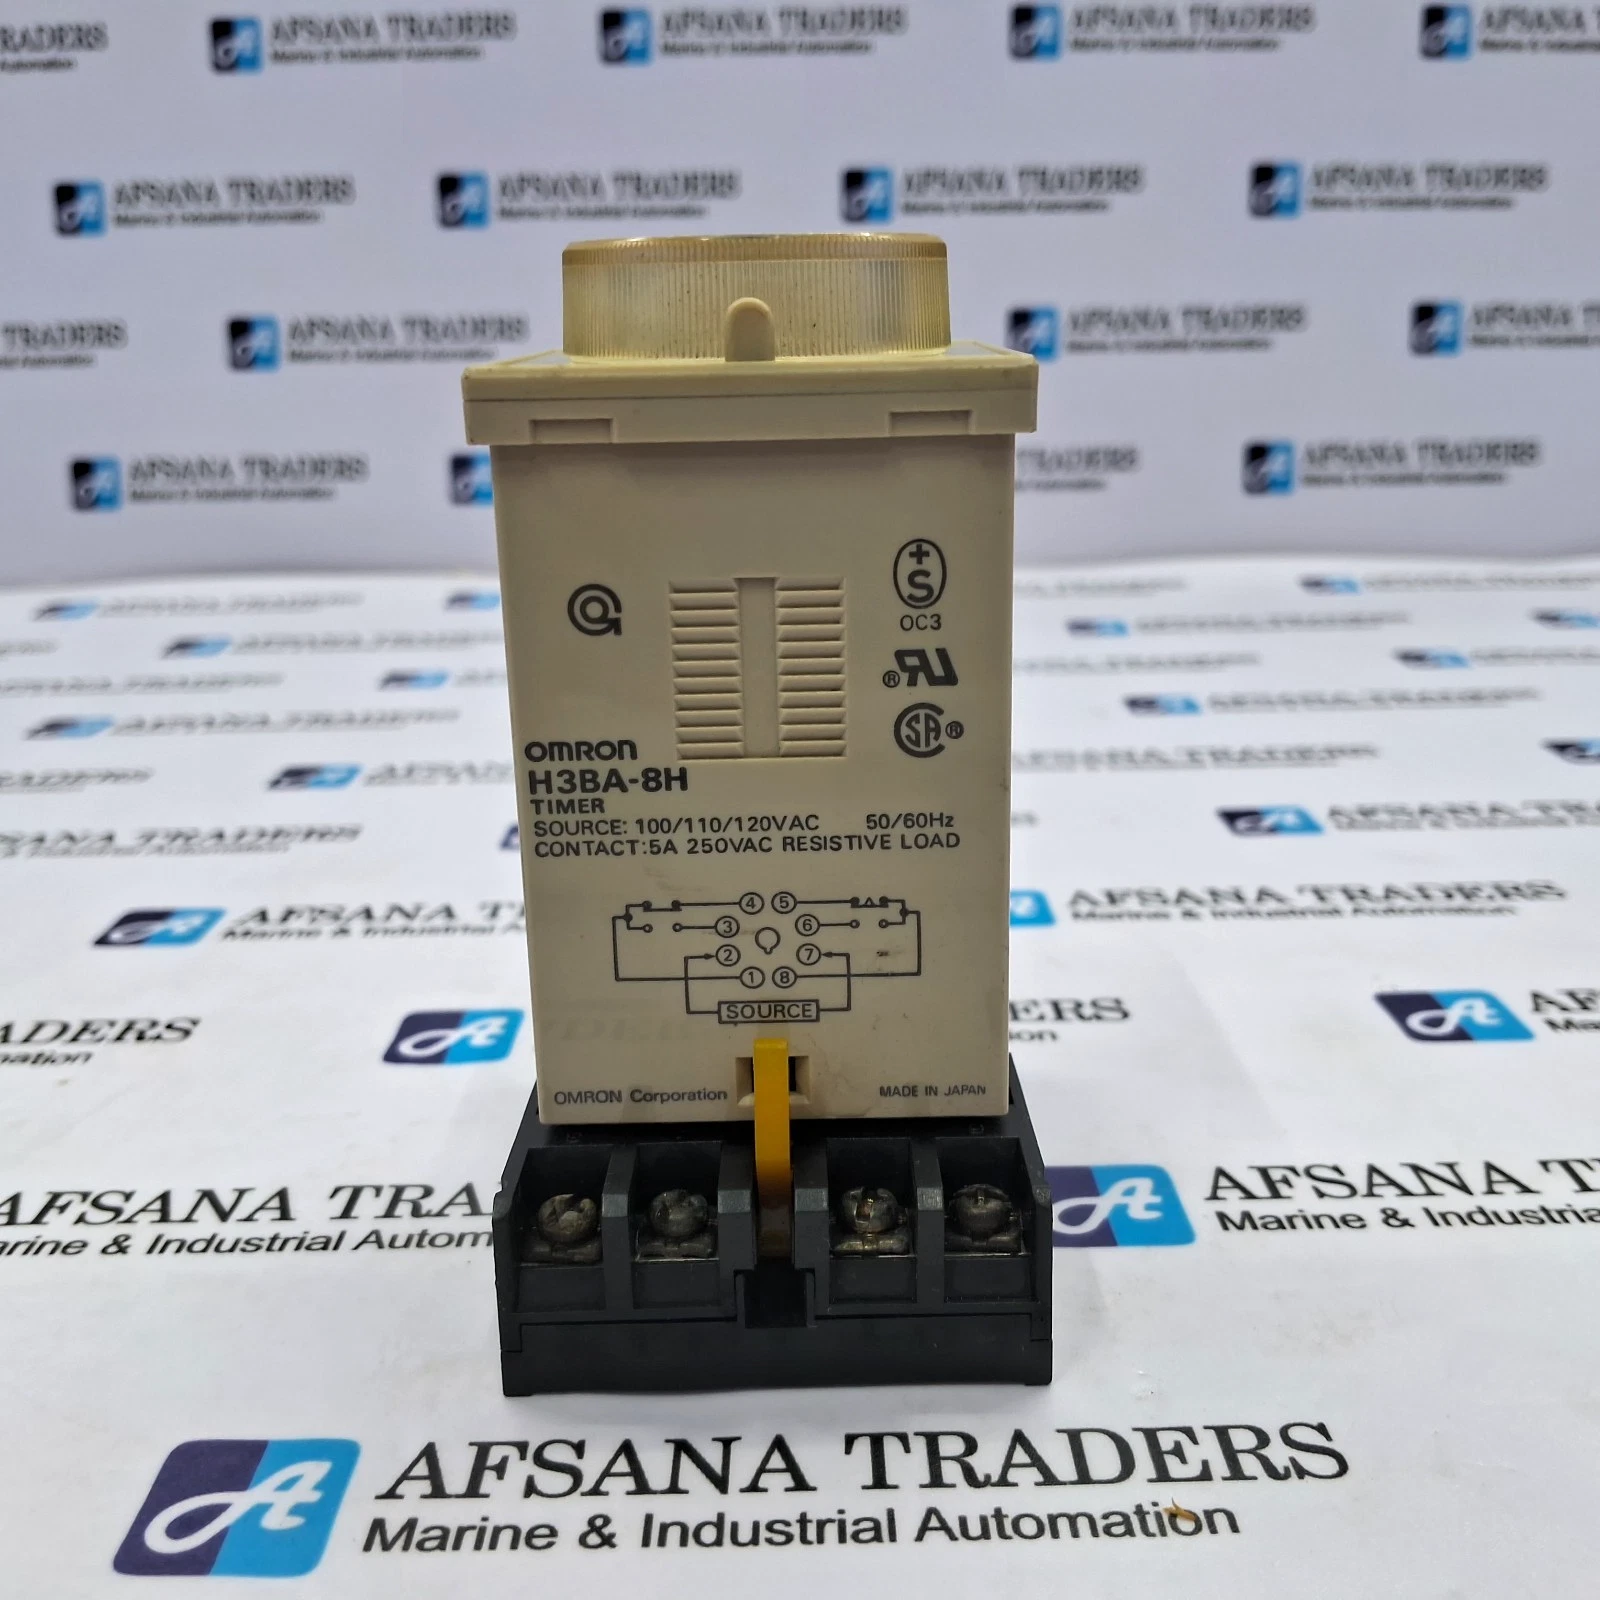 AFSANA TRADERS
Marine & Industrial Automation
+
S
OC3
®
SA ®
OMRON
H3BA-8H
TIMER
SOURCE: 100/110/120VAC 50/60Hz
CONTACT:5A 250VAC RESISTIVE LOAD
4 5
3 6
2 7
1 8
SOURCE
OMRON Corporation MADE IN JAPAN
AFSANA TRADERS
Marine & Industrial Automation